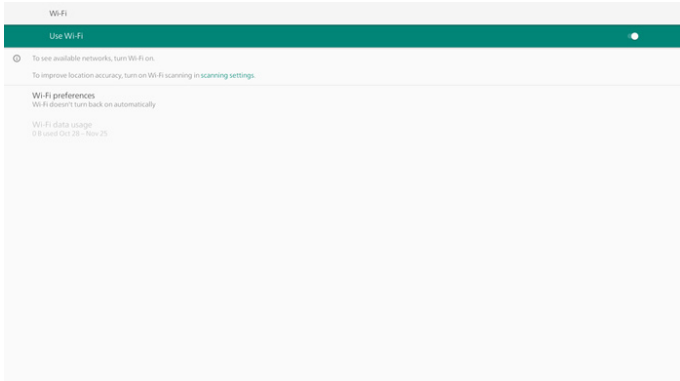 Wi-Fi
Use Wi-Fi
To see available networks, turn Wi-Fi on.
To improve location accuracy, turn on Wi-Fi scanning in scanning settings.
Wi-Fi preferences
Wi-Fi doesn't turn back on automatically
Wi-Fi data usage
0 B used Oct 28 – Nov 25